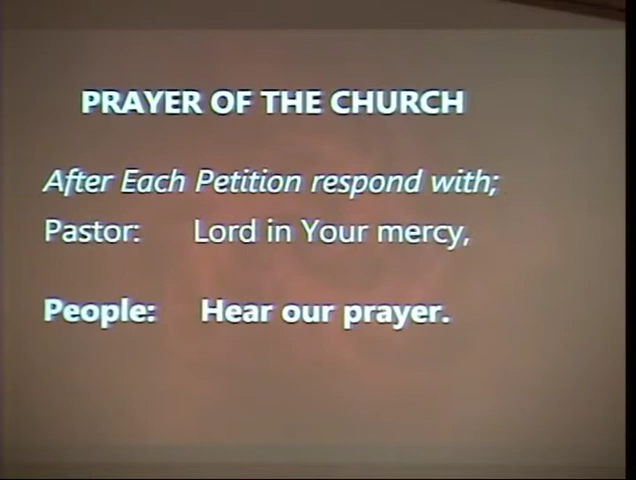 PRAYER OF THE CHURCH
After Each Petition respond with;
Pastor: Lord in Your mercy,
People: Hear our prayer.